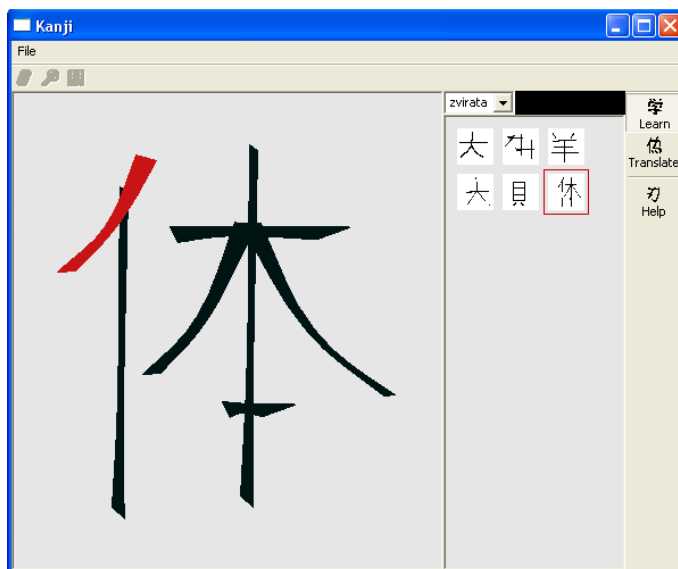 Kanji
File
体
zvirata
大 羊
貝 体
学
Learn
Translate
Help